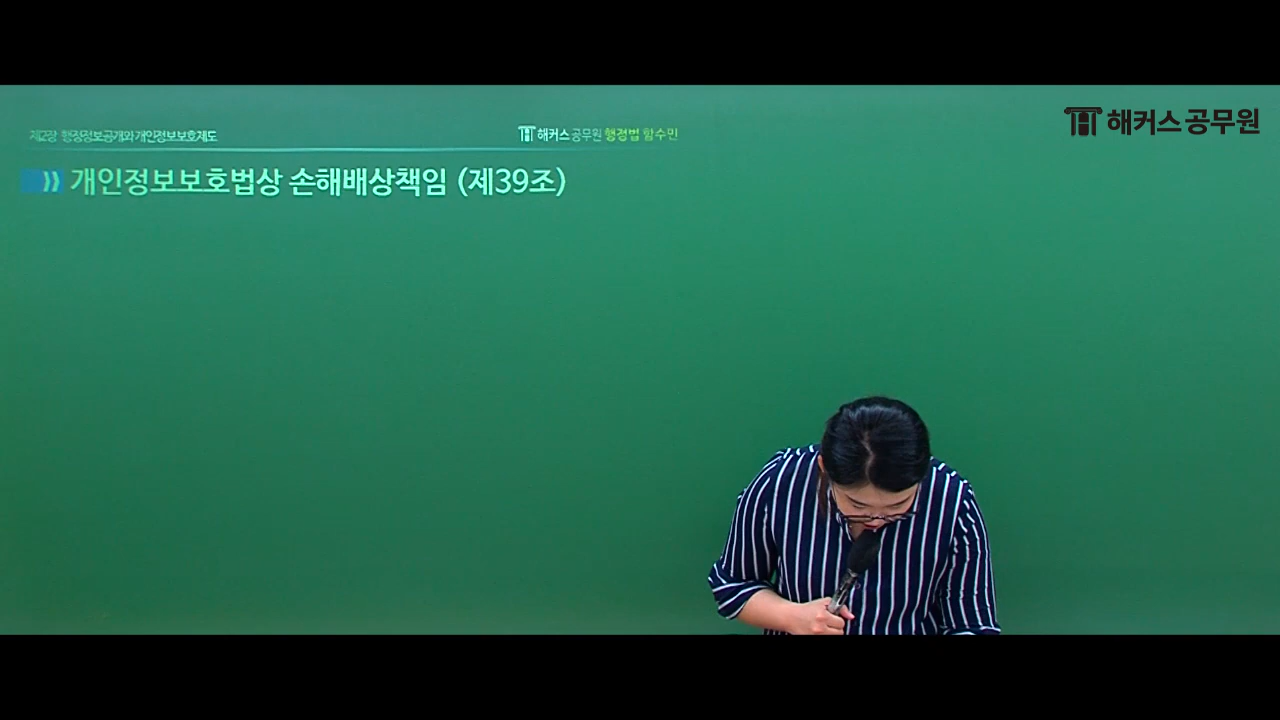 제2장 행정정보공개와 개인정보보호제도
해커스 공무원 행정법 함수민
해커스 공무원
》 개인정보보호법상 손해배상책임 (제39조)